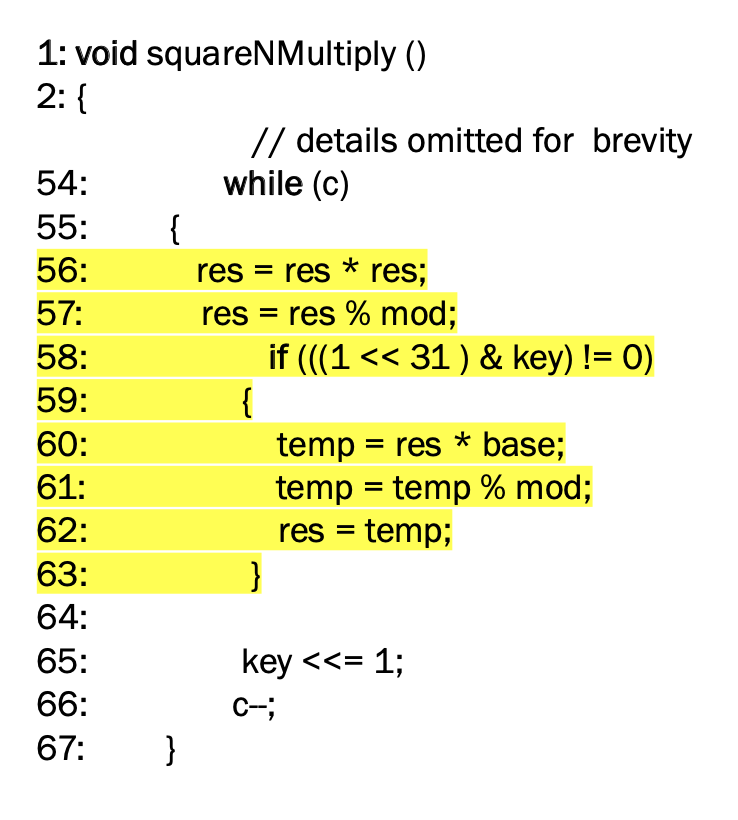 1: void squareNMultiply ()
2: {
// details omitted for brevity
54: while (c)
55: {
56: res = res * res;
57: res = res % mod;
58: if (((1 << 31 ) & key) != 0)
59: {
60: temp = res * base;
61: temp = temp % mod;
62: res = temp;
63: }
64:
65: key <<= 1;
66: c--;
67: }